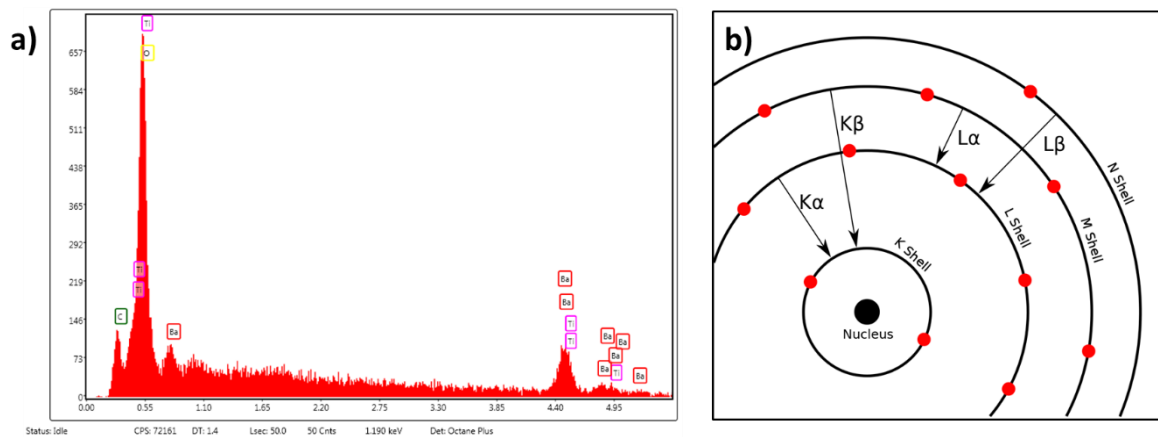 a)
Ti
O
657
584
511
438
365
292
219
146
73
0
Ti
Ti
C
Ba
Ba
Ba
Ti
Ti
Ba
Ba
Ba
Ba
Ti
Ba
0.00 0.55 1.10 1.65 2.20 2.75 3.30 3.85 4.40 4.95
Status: Idle CPS: 72161 DT: 1.4 Lsec: 50.0 50 Cnts 1.190 keV Det: Octane Plus
b)
Kβ
Lα
Lβ
Kα
K Shell
L Shell
M Shell
N Shell
Nucleus